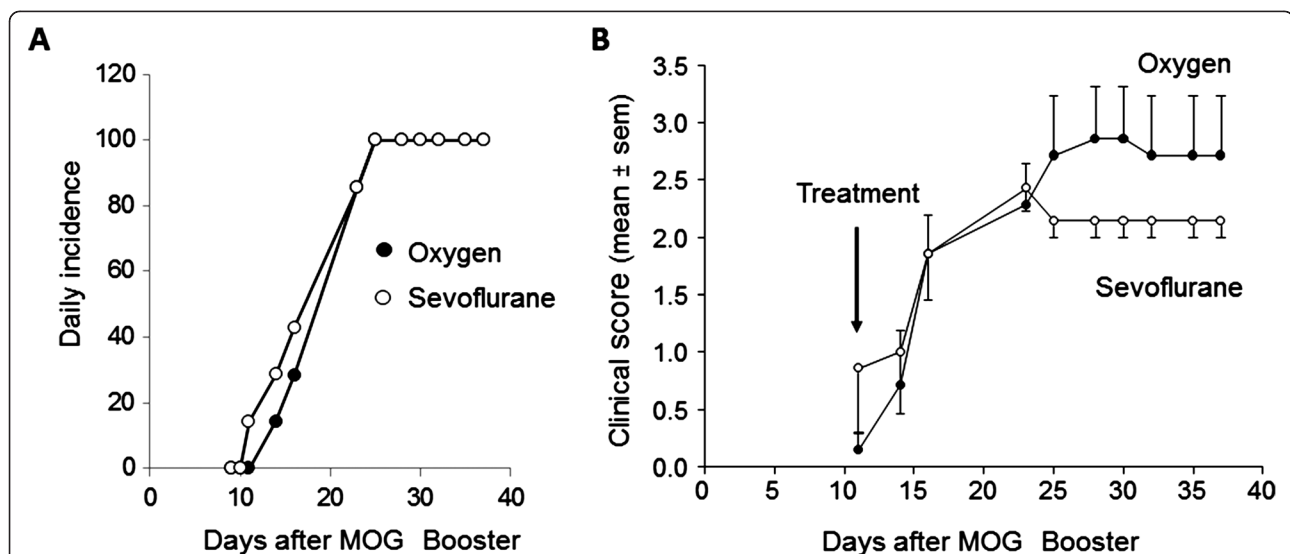 A
120
100
80
60
40
20
0
Daily incidence
0 10 20 30 40
Days after MOG Booster
Oxygen
Sevoflurane
B
3.5
3.0
2.5
2.0
1.5
1.0
0.5
0.0
Clinical score (mean ± sem)
0 5 10 15 20 25 30 35 40
Days after MOG Booster
Treatment
Oxygen
Sevoflurane